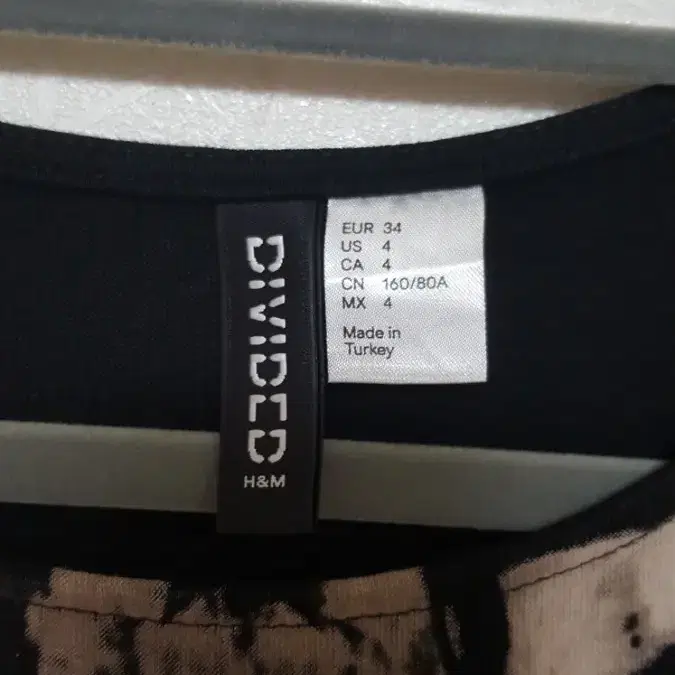 DIVIDED
H&M
EUR 34
US 4
CA 4
CN 160/80A
MX 4
Made in
Turkey